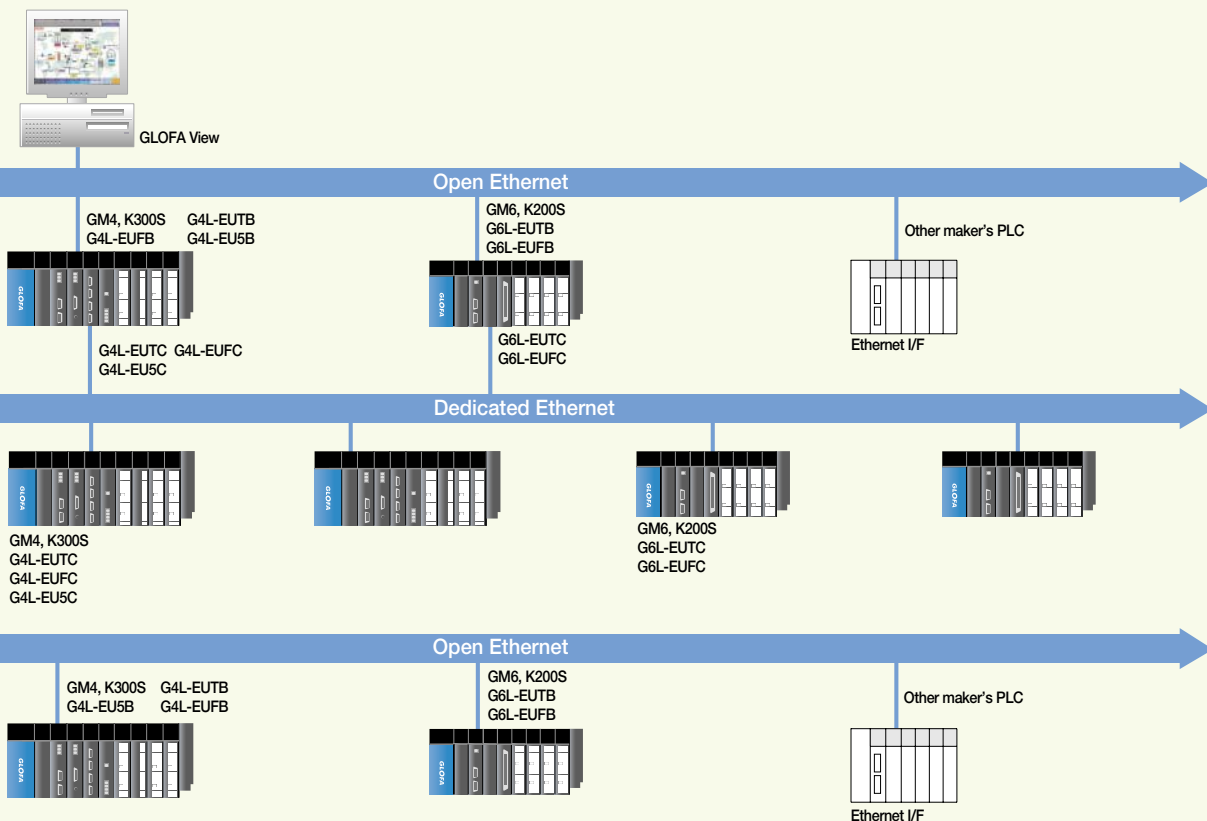 GLOFA View
Open Ethernet
GM4, K300S G4L-EUTB
G4L-EUFB G4L-EU5B
GM6, K200S
G6L-EUTB
G6L-EUFB
Other maker's PLC
GLOFA
GLOFA
Ethernet I/F
G4L-EUTC G4L-EUFC
G4L-EU5C
G6L-EUTC
G6L-EUFC
Dedicated Ethernet
GLOFA
GLOFA
GLOFA
GLOFA
GM4, K300S
G4L-EUTC
G4L-EUFC
G4L-EU5C
GM6, K200S
G6L-EUTC
G6L-EUFC
Open Ethernet
GM4, K300S G4L-EUTB
G4L-EU5B G4L-EUFB
GM6, K200S
G6L-EUTB
G6L-EUFB
Other maker's PLC
GLOFA
GLOFA
Ethernet I/F